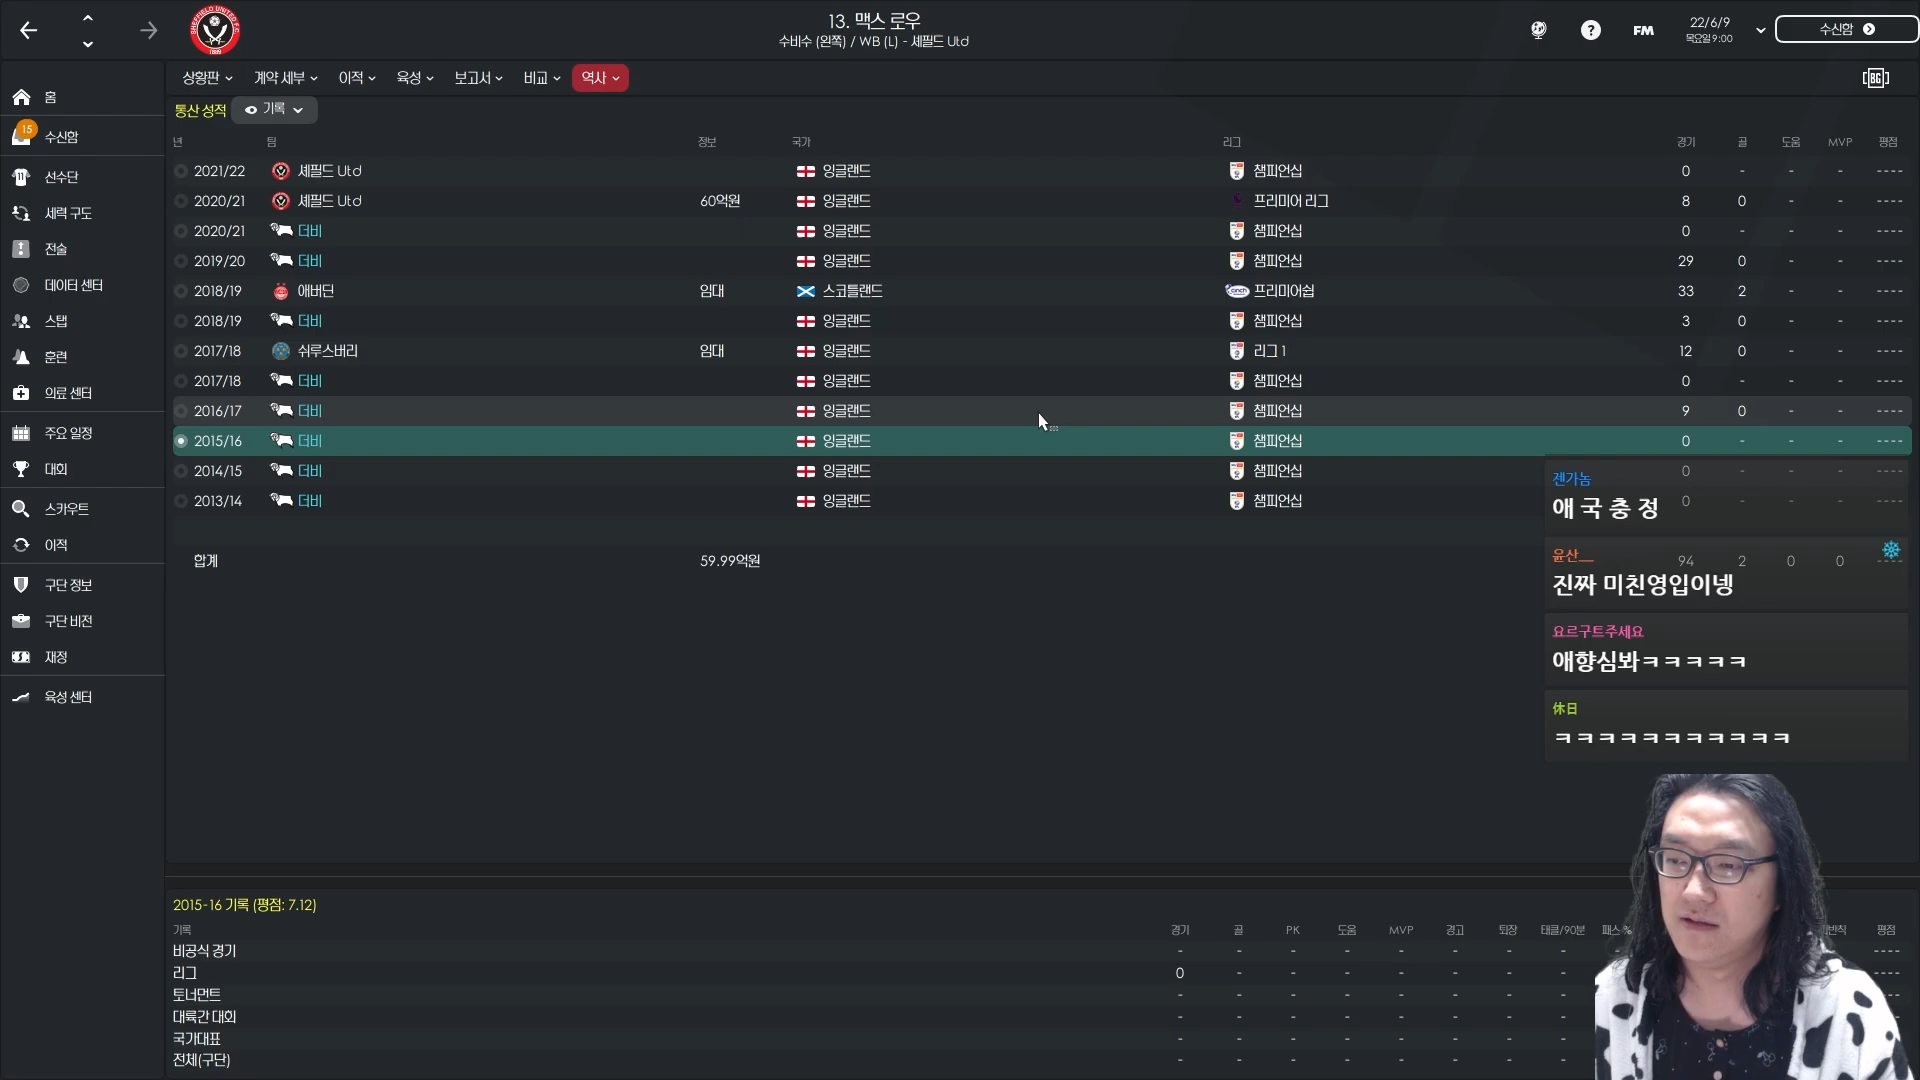 13. 맥스 로우
수비수 (왼쪽) / WB (L) - 셰필드 Utd
FM
22/6/9
목요일 9:00
수신함
홈
15
수신함
선수단
세력 구도
전술
데이터 센터
스탭
훈련
의료 센터
주요 일정
대회
스카우트
이적
구단 정보
구단 비전
재정
육성 센터
상황판 계약 세부 이적 육성 보고서 비교 역사
통산 성적 기록
년 팀 정보 국가 리그 경기 골 도움 MVP 평점
2021/22 셰필드 Utd 잉글랜드 챔피언십 0 - - - ----
2020/21 셰필드 Utd 60억원 잉글랜드 프리미어 리그 8 0 - - ----
2020/21 더비 잉글랜드 챔피언십 0 - - - ----
2019/20 더비 잉글랜드 챔피언십 29 0 - - ----
2018/19 애버딘 임대 스코틀랜드 cinch 프리미어쉽 33 2 - - ----
2018/19 더비 잉글랜드 챔피언십 3 0 - - ----
2017/18 쉬루스버리 임대 잉글랜드 리그 1 12 0 - - ----
2017/18 더비 잉글랜드 챔피언십 0 - - - ----
2016/17 더비 잉글랜드 챔피언십 9 0 - - ----
2015/16 더비 잉글랜드 챔피언십 0 - - - ----
2014/15 더비 잉글랜드 챔피언십 0 - - - ----
2013/14 더비 잉글랜드 챔피언십 0 - - - ----
합계 59.99억원 94 2 0 0 ----
젠가놈
애 국 충 정
윤산__
진짜 미친영입이넹
요르구트주세요
애향심봐ㅋㅋㅋㅋㅋ
休日
ㅋㅋㅋㅋㅋㅋㅋㅋㅋㅋㅋ
2015-16 기록 (평점: 7.12)
기록 경기 골 PK 도움 MVP 경고 퇴장 태클/90분 패스 % 평점
비공식 경기 - - - - - - - - ----
리그 0 - - - - - - - ----
토너먼트 - - - - - - - -
대륙간 대회 - - - - - - - -
국가대표 - - - - - - - -
전체(구단) - - - - - - - -